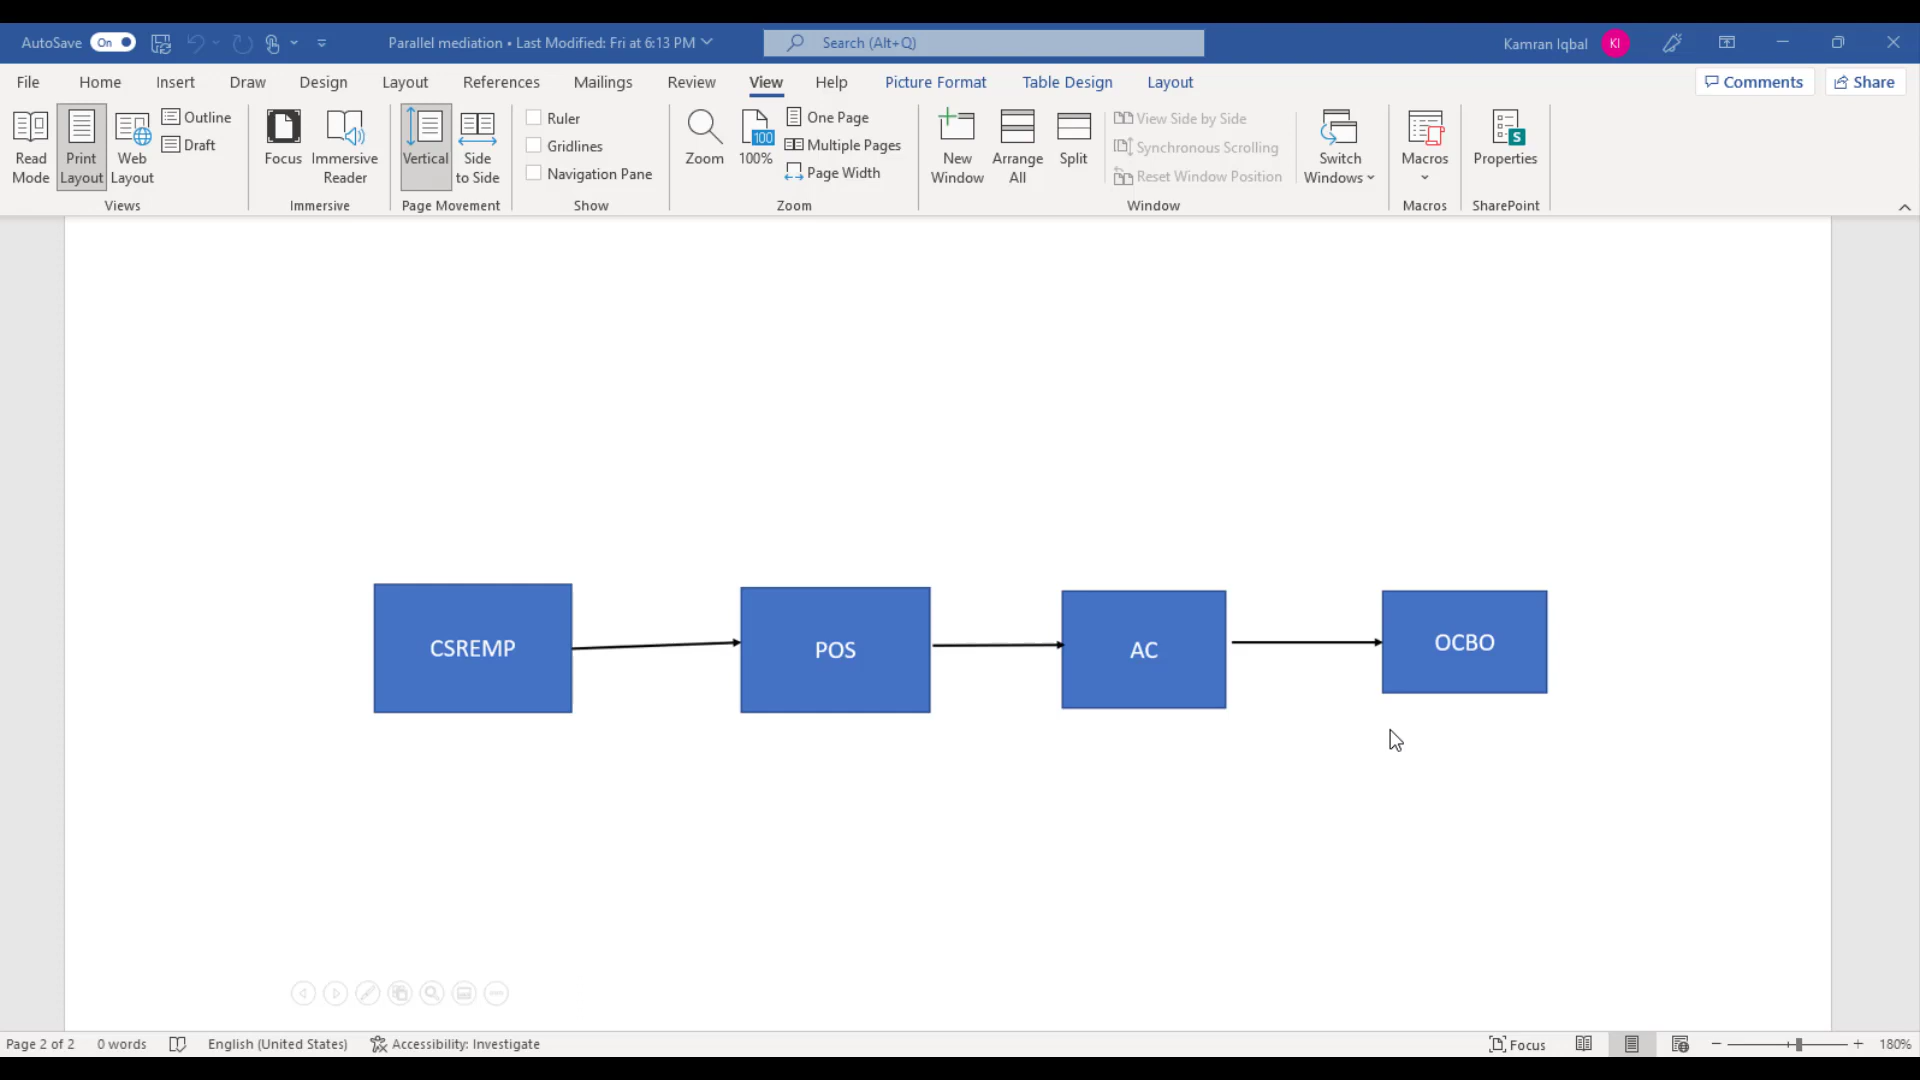 AutoSave On Parallel mediation • Last Modified: Fri at 6:13 PM Search (Alt+Q) Kamran Iqbal KI
File Home Insert Draw Design Layout References Mailings Review View Help Picture Format Table Design Layout Comments Share
Read Mode
Print Layout
Web Layout
Outline
Draft
Views
Focus
Immersive Reader
Immersive
Vertical
Side to Side
Page Movement
Ruler
Gridlines
Navigation Pane
Show
Zoom
100
100%
One Page
Multiple Pages
Page Width
Zoom
New Window
Arrange All
Split
View Side by Side
Synchronous Scrolling
Reset Window Position
Switch Windows
Window
Macros
Macros
S
Properties
SharePoint
CSREMP POS AC OCBO
Page 2 of 2 0 words English (United States) Accessibility: Investigate Focus 180%